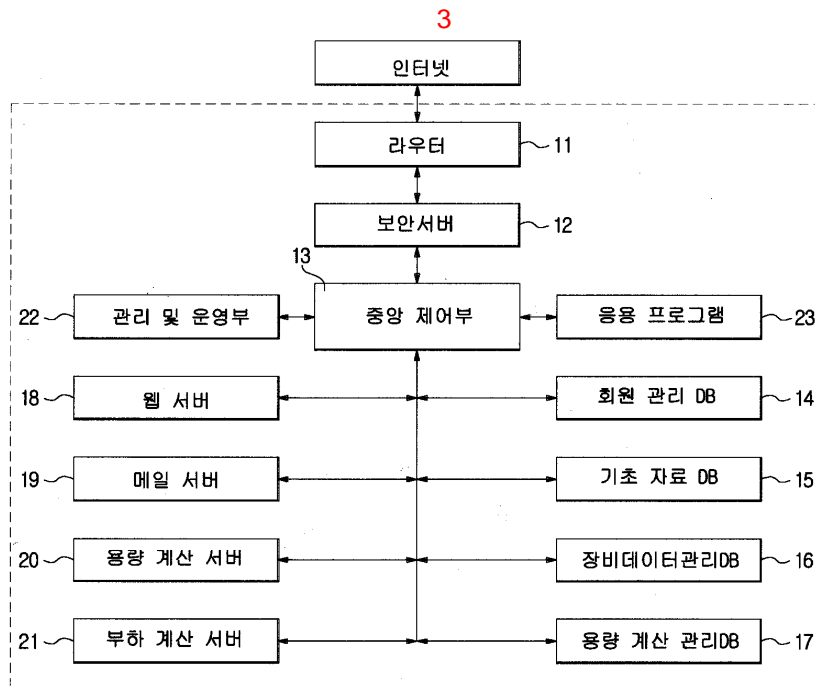 3
인터넷
라우터 11
보안서버 12
13
22 관리 및 운영부 중앙 제어부 응용 프로그램 23
18 웹 서버 회원 관리 DB 14
19 메일 서버 기초 자료 DB 15
20 용량 계산 서버 장비데이터관리DB 16
21 부하 계산 서버 용량 계산 관리DB 17